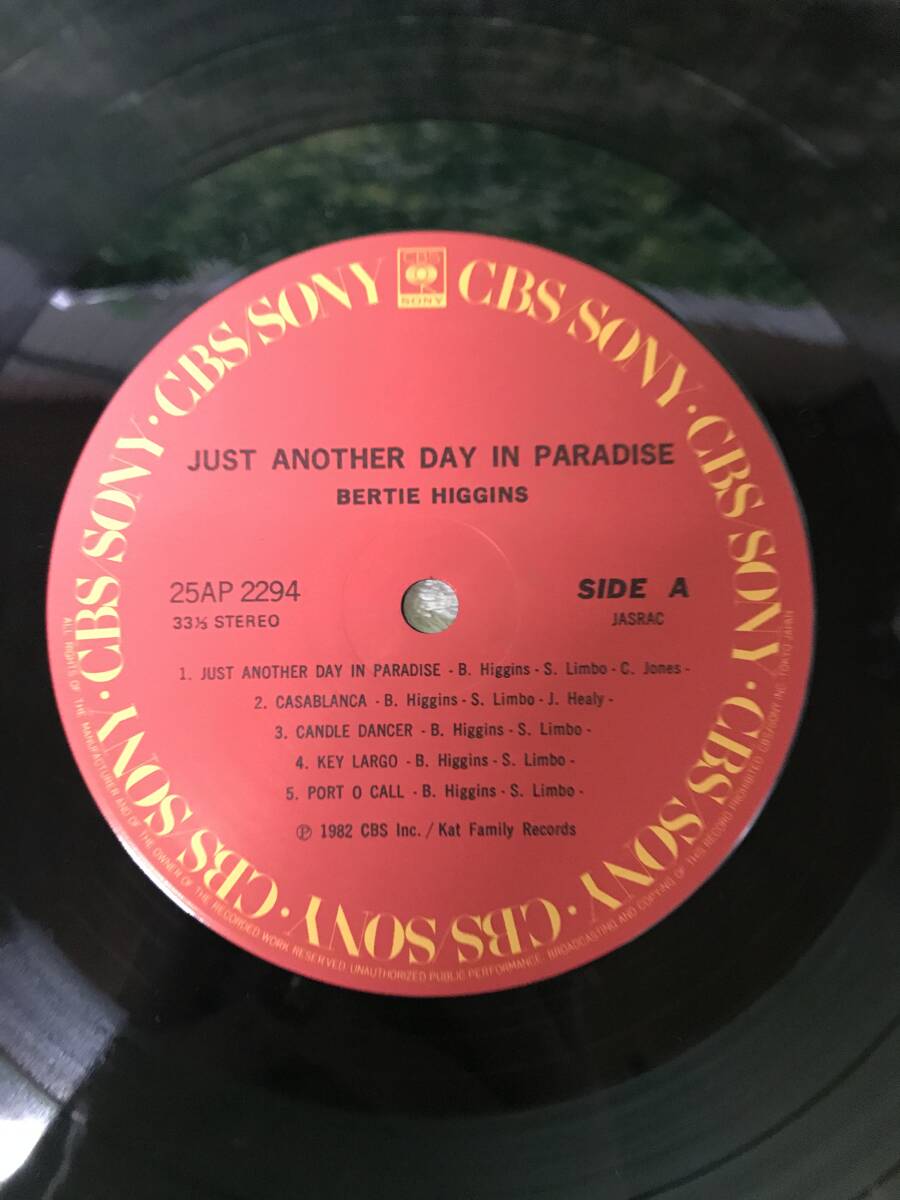 CBS
SONY
CBS/SONY · CBS/SONY · CBS/SONY · CBS/SONY · CBS/SONY · CBS/SONY · CBS/SONY · CBS/SONY
JUST ANOTHER DAY IN PARADISE
BERTIE HIGGINS
25AP 2294
33⅓ STEREO
SIDE A
JASRAC
1. JUST ANOTHER DAY IN PARADISE - B. Higgins - S. Limbo - C. Jones -
2. CASABLANCA - B. Higgins - S. Limbo - J. Healy -
3. CANDLE DANCER - B. Higgins - S. Limbo -
4. KEY LARGO - B. Higgins - S. Limbo -
5. PORT O CALL - B. Higgins - S. Limbo -
℗ 1982 CBS Inc. / Kat Family Records
ALL RIGHTS OF THE MANUFACTURER AND OF THE OWNER OF THE RECORDED WORK RESERVED. UNAUTHORIZED PUBLIC PERFORMANCE, BROADCASTING AND COPYING OF THIS RECORD PROHIBITED. CBS/SONY INC. TOKYO JAPAN